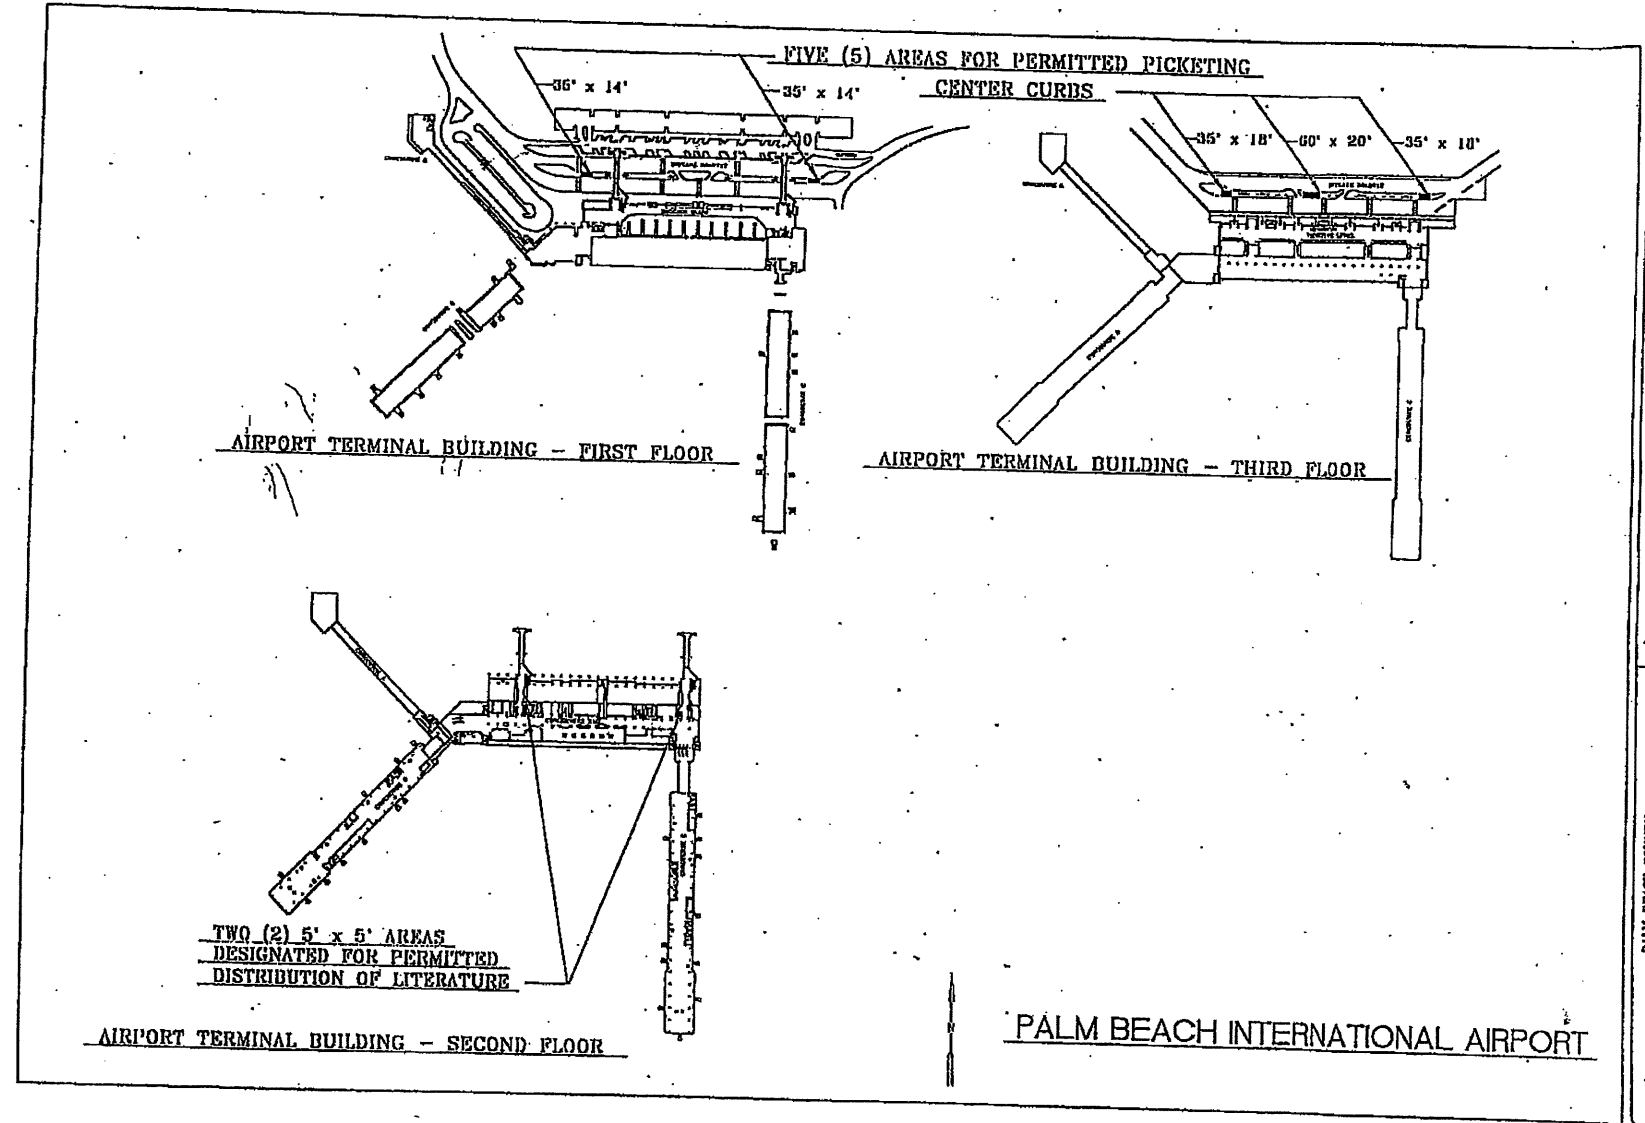 FIVE (5) AREAS FOR PERMITTED PICKETING
CENTER CURBS
36' x 14'
35' x 14'
35' x 18'
60' x 20'
35' x 18'
AIRPORT TERMINAL BUILDING - FIRST FLOOR
AIRPORT TERMINAL BUILDING - THIRD FLOOR
TWO (2) 5' x 5' AREAS
DESIGNATED FOR PERMITTED
DISTRIBUTION OF LITERATURE
AIRPORT TERMINAL BUILDING - SECOND FLOOR
N
PALM BEACH INTERNATIONAL AIRPORT